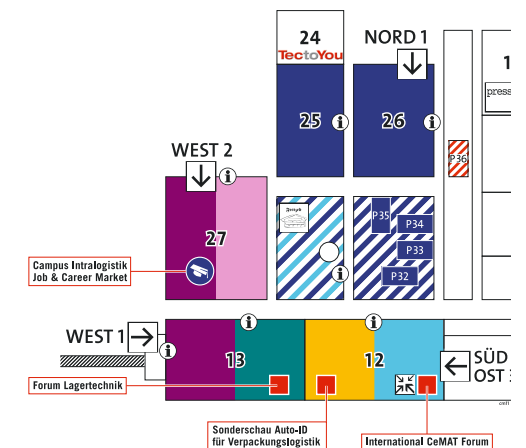 24
TectoYou
NORD 1
1
press
25
26
P36
WEST 2
27
P35
P34
P33
P32
Campus Intralogistik
Job & Career Market
WEST 1
13
12
SÜD
OST 3
Forum Lagertechnik
Sonderschau Auto-ID
für Verpackungslogistik
International CeMAT Forum